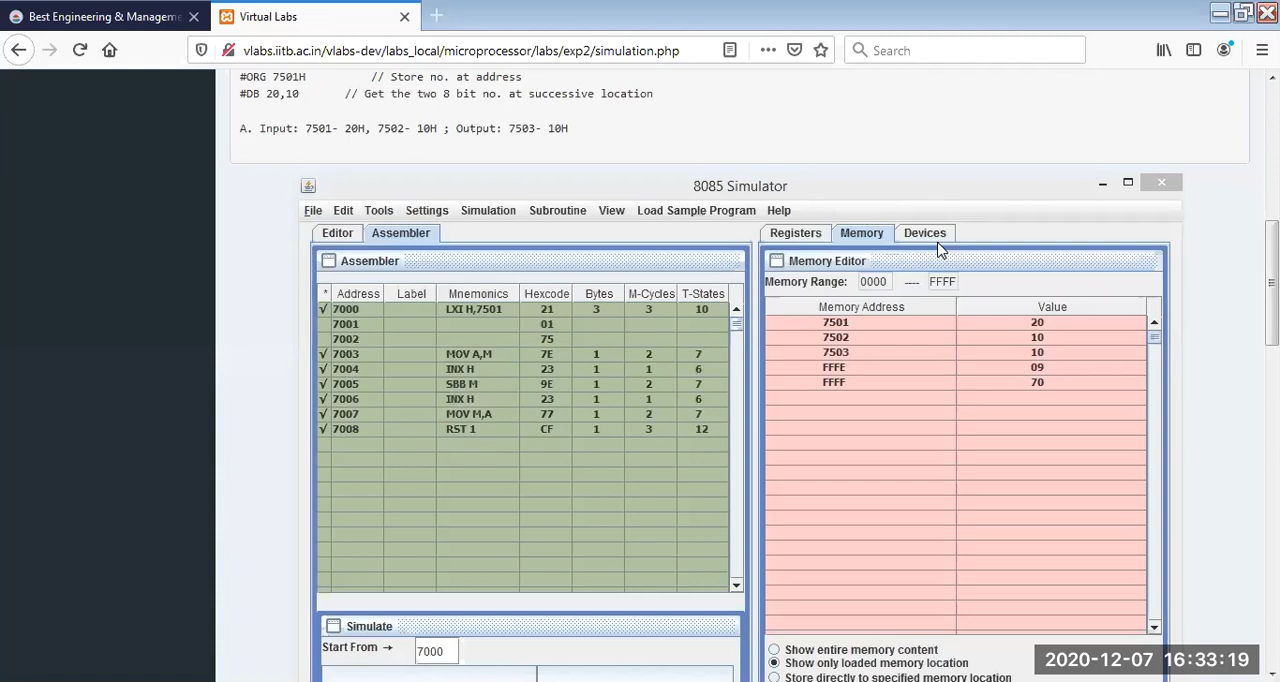 Best Engineering & Manageme
Virtual Labs
vlabs.iitb.ac.in/vlabs-dev/labs_local/microprocessor/labs/exp2/simulation.php
Search
#ORG 7501H // Store no. at address
#DB 20,10 // Get the two 8 bit no. at successive location
A. Input: 7501- 20H, 7502- 10H ; Output: 7503- 10H
8085 Simulator
File Edit Tools Settings Simulation Subroutine View Load Sample Program Help
Editor Assembler
Assembler
* Address Label Mnemonics Hexcode Bytes M-Cycles T-States
√ 7000 LXI H,7501 21 3 3 10
7001 01
7002 75
√ 7003 MOV A,M 7E 1 2 7
√ 7004 INX H 23 1 1 6
√ 7005 SBB M 9E 1 2 7
√ 7006 INX H 23 1 1 6
√ 7007 MOV M,A 77 1 2 7
√ 7008 RST 1 CF 1 3 12
Simulate
Start From → 7000
Registers Memory Devices
Memory Editor
Memory Range: 0000 ---- FFFF
Memory Address Value
7501 20
7502 10
7503 10
FFFE 09
FFFF 70
Show entire memory content
Show only loaded memory location
Store directly to specified memory location
2020-12-07 16:33:19